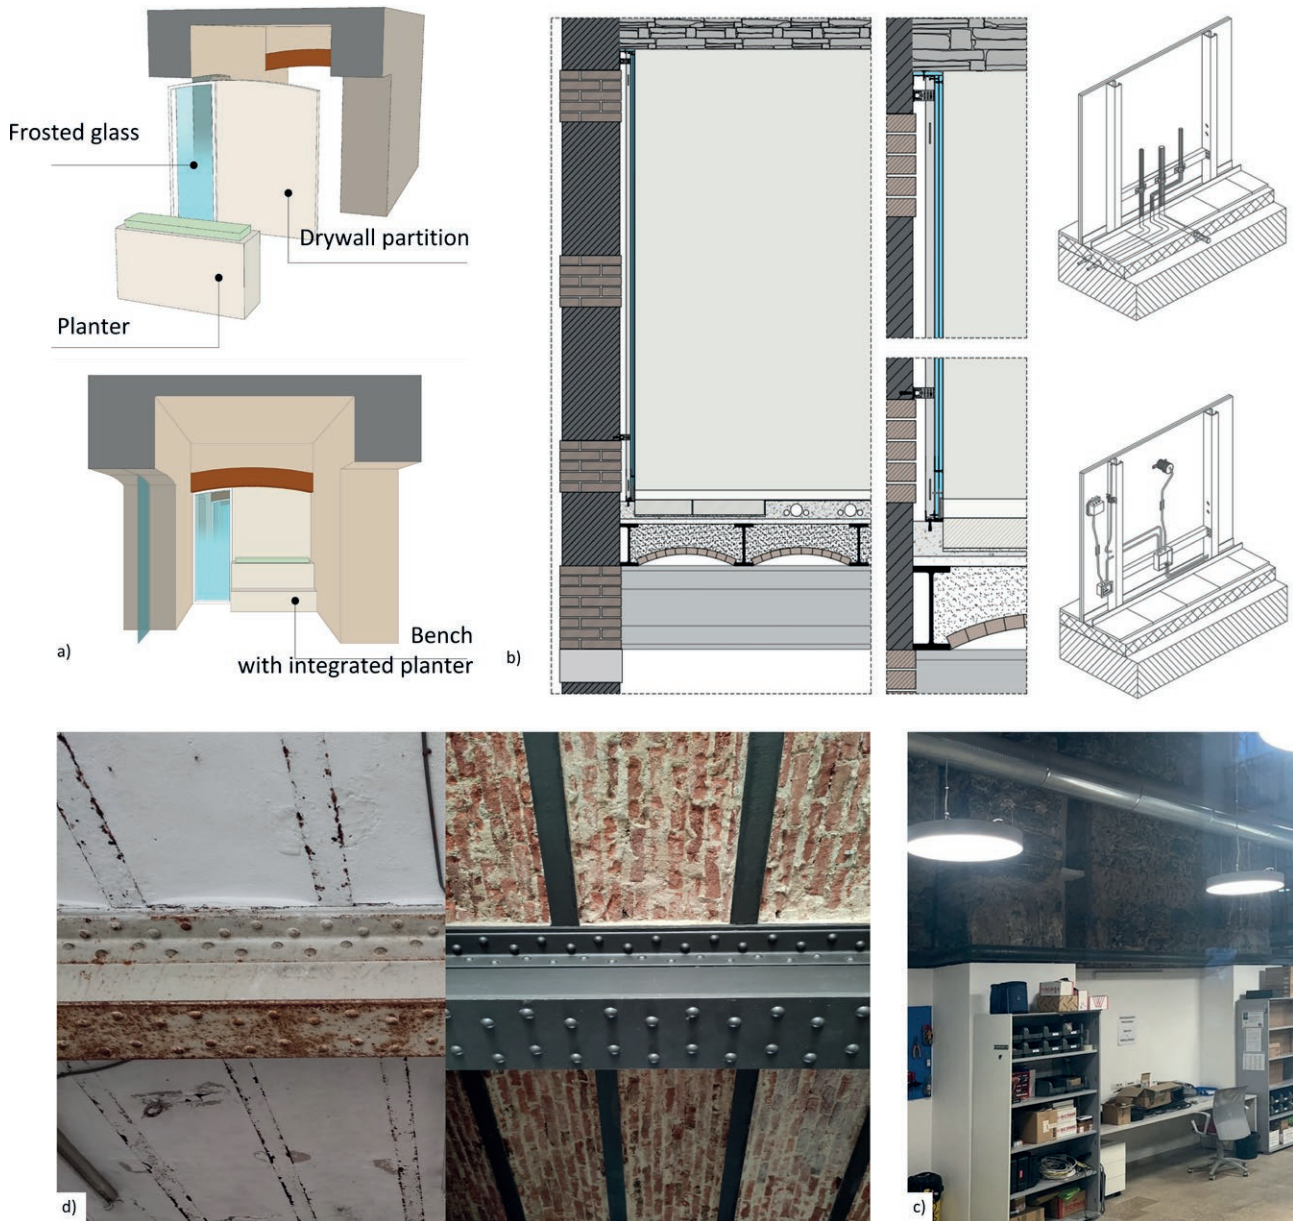 Frosted glass
Drywall partition
Planter
Bench
with integrated planter
a)
b)
d)
c)